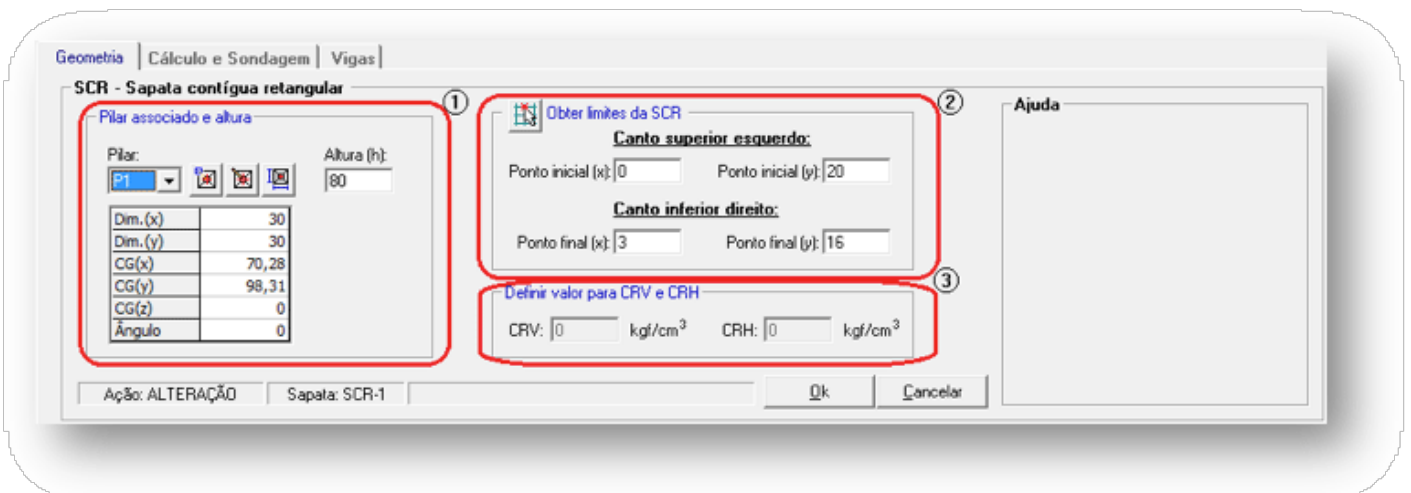 Geometria Cálculo e Sondagem Vigas
SCR - Sapata contígua retangular
1
Pilar associado e altura
Pilar: Altura (h):
P1 80
Dim.(x) 30
Dim.(y) 30
CG(x) 70,28
CG(y) 98,31
CG(z) 0
Ângulo 0
2
Obter limites da SCR
Canto superior esquerdo:
Ponto inicial (x): 0 Ponto inicial (y): 20
Canto inferior direito:
Ponto final (x): 3 Ponto final (y): 16
3
Definir valor para CRV e CRH
CRV: 0 kgf/cm³ CRH: 0 kgf/cm³
Ajuda
Ação: ALTERAÇÃO Sapata: SCR-1 Ok Cancelar